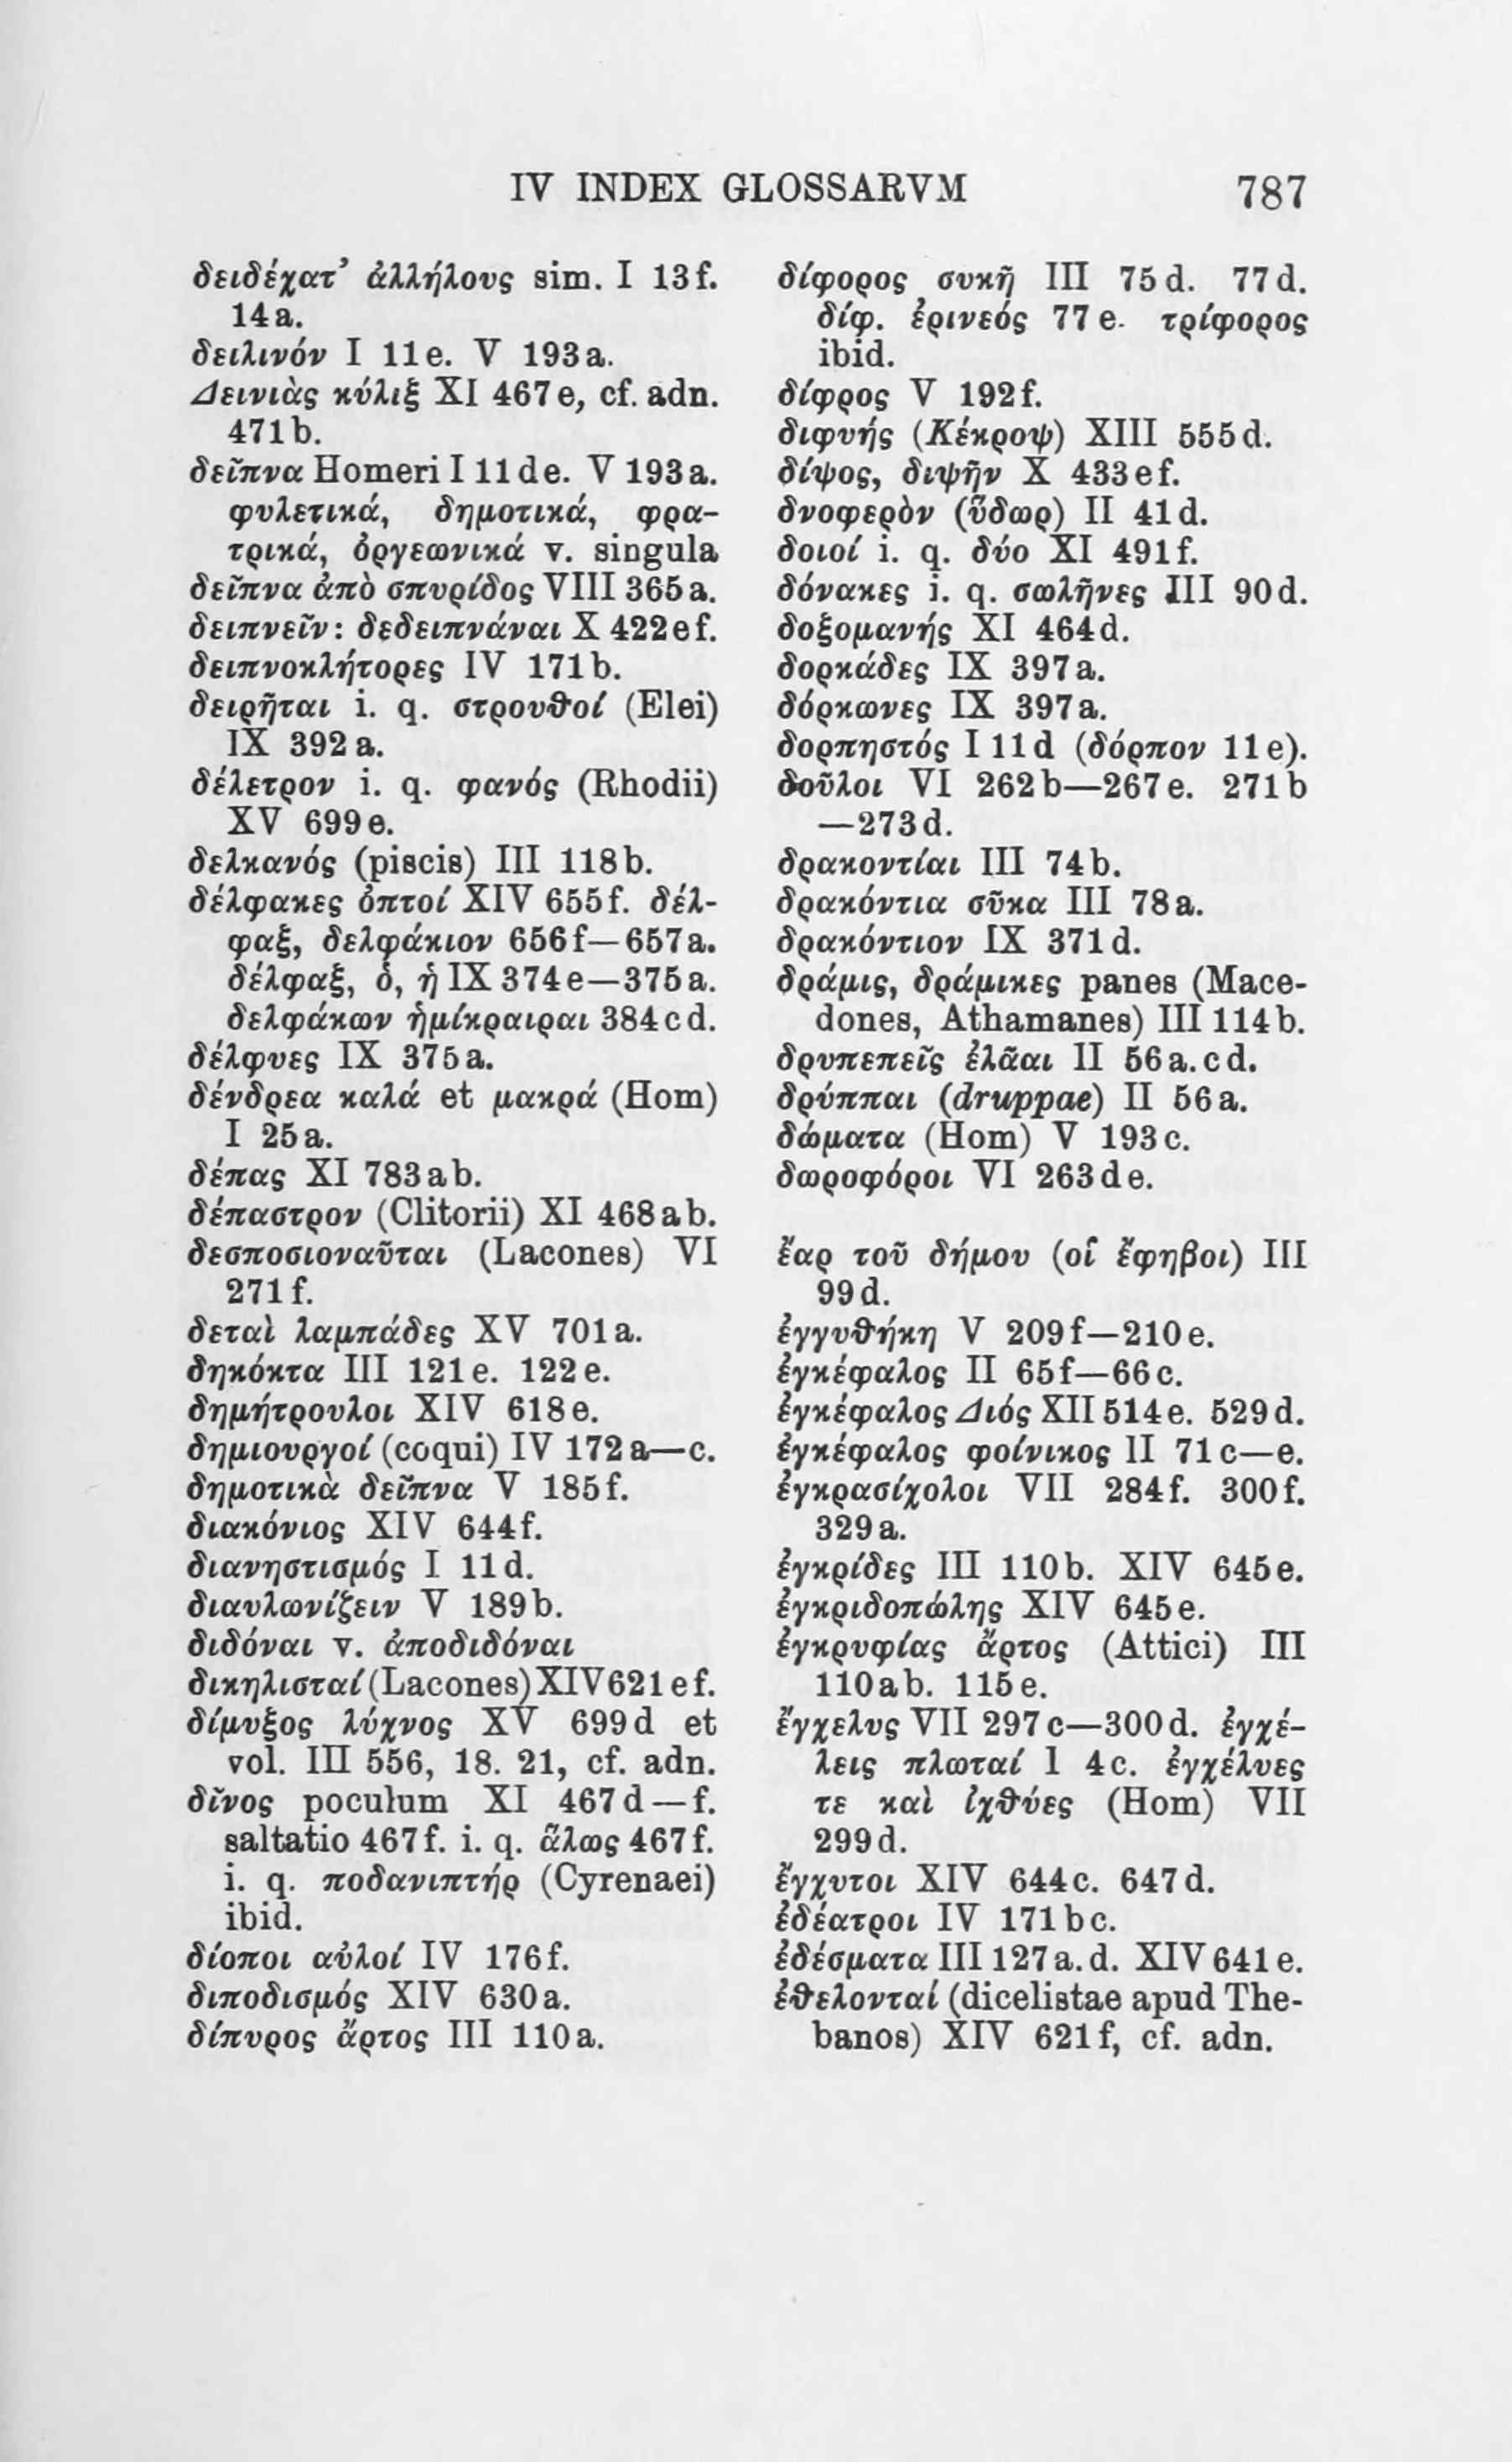 IV INDEX GLOSSARVM 787
δειδέχατ’ ἀλλήλους sim. I 13f.
14a.
δειλινόν I 11e. V 193a.
Δεινιὰς κύλιξ XI 467e, cf. adn.
471b.
δεῖπνα Homeri I 11de. V 193a.
φυλετικά, δημοτικά, φρα-
τρικά, ὀργεωνικά v. singula
δεῖπνα ἀπὸ σπυρίδος VIII 365a.
δειπνεῖν: δεδειπνάναι X 422ef.
δειπνοκλήτορες IV 171b.
δειρῆται i. q. στρουθοί (Elei)
IX 392a.
δέλετρον i. q. φανός (Rhodii)
XV 699e.
δελκανός (piscis) III 118b.
δέλφακες ὀπτοί XIV 655f. δέλ-
φαξ, δελφάκιον 656f—657a.
δέλφαξ, ὁ, ἡ IX 374e—375a.
δελφάκων ἡμίκραιραι 384cd.
δέλφυες IX 375a.
δένδρεα καλά et μακρά (Hom)
I 25a.
δέπας XI 783ab.
δέπαστρον (Clitorii) XI 468ab.
δεσποσιοναῦται (Lacones) VI
271f.
δεταὶ λαμπάδες XV 701a.
δηκόκτα III 121e. 122e.
δημήτρουλοι XIV 618e.
δημιουργοί (coqui) IV 172a—c.
δημοτικὰ δεῖπνα V 185f.
διακόνιος XIV 644f.
διανηστισμός I 11d.
διαυλωνίζειν V 189b.
διδόναι v. ἀποδιδόναι
δικηλισταί (Lacones) XIV 621ef.
δίμυξος λύχνος XV 699d et
vol. III 556, 18. 21, cf. adn.
δῖνος poculum XI 467d—f.
saltatio 467f. i. q. ἅλως 467f.
i. q. ποδανιπτήρ (Cyrenaei)
ibid.
δίοποι αὐλοί IV 176f.
διποδισμός XIV 630a.
δίπυρος ἄρτος III 110a.
δίφορος συκῆ III 75d. 77d.
δίφ. ἐρινεός 77e. τρίφορος
ibid.
δίφρος V 192f.
διφυής (Κέκροψ) XIII 555d.
δίψος, διψῆν X 433ef.
δνοφερὸν (ὕδωρ) II 41d.
δοιοί i. q. δύο XI 491f.
δόνακες i. q. σωλῆνες III 90d.
δοξομανής XI 464d.
δορκάδες IX 397a.
δόρκωνες IX 397a.
δορπηστός I 11d (δόρπον 11e).
δοῦλοι VI 262b—267e. 271b
—273d.
δρακοντίαι III 74b.
δρακόντια σῦκα III 78a.
δρακόντιον IX 371d.
δράμις, δράμικες panes (Mace-
dones, Athamanes) III 114b.
δρυπεπεῖς ἐλᾶαι II 56a. cd.
δρύππαι (druppae) II 56a.
δώματα (Hom) V 193c.
δωροφόροι VI 263de.
ἔαρ τοῦ δήμου (οἱ ἔφηβοι) III
99d.
ἐγγυθήκη V 209f—210e.
ἐγκέφαλος II 65f—66c.
ἐγκέφαλος Διός XII 514e. 529d.
ἐγκέφαλος φοίνικος II 71c—e.
ἐγκρασίχολοι VII 284f. 300f.
329a.
ἐγκρίδες III 110b. XIV 645e.
ἐγκριδοπώλης XIV 645e.
ἐγκρυφίας ἄρτος (Attici) III
110ab. 115e.
ἔγχελυς VII 297c—300d. ἐγχέ-
λεις πλωταί I 4c. ἐγχέλυες
τε καὶ ἰχθύες (Hom) VII
299d.
ἔγχυτοι XIV 644c. 647d.
ἐδέατροι IV 171bc.
ἐδέσματα III 127a. d. XIV 641e.
ἐθελονταί (dicelistae apud The-
banos) XIV 621f, cf. adn.